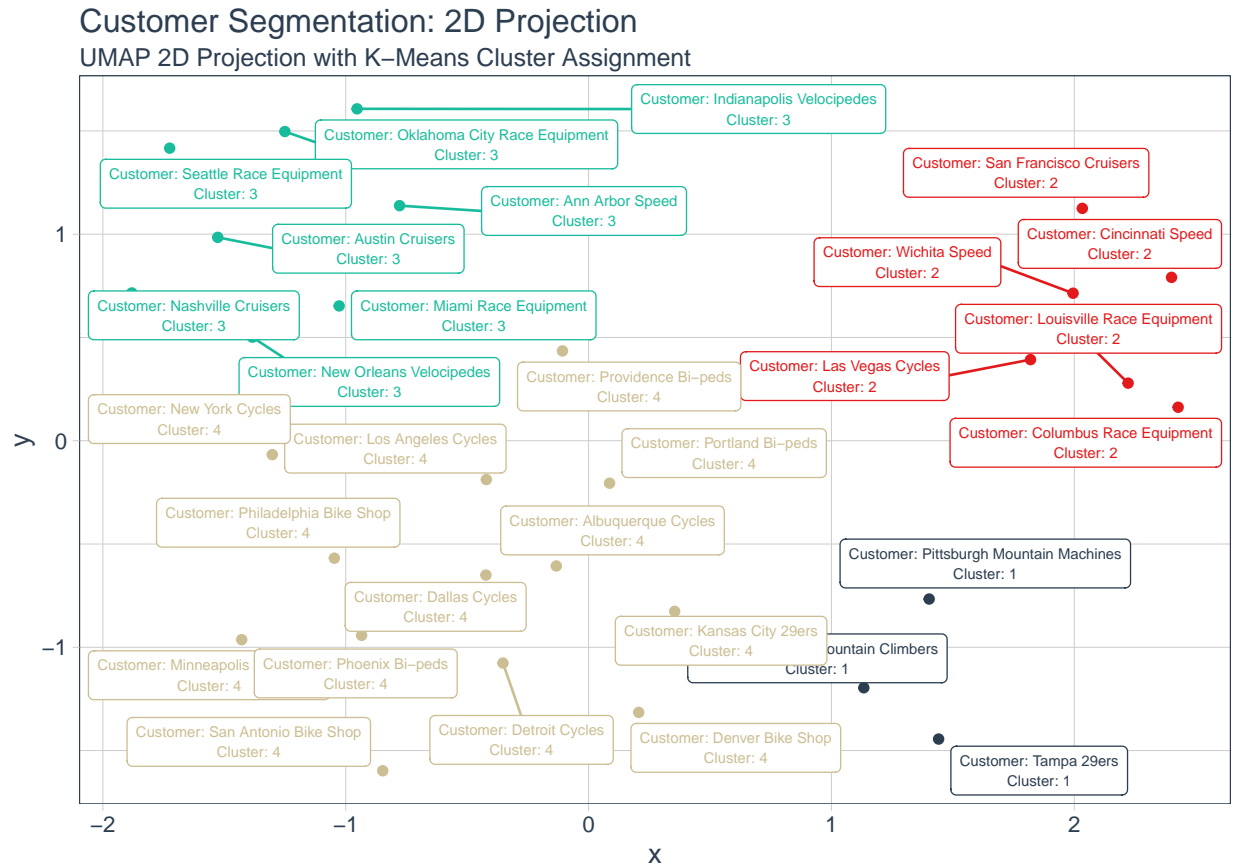 Customer Segmentation: 2D Projection
UMAP 2D Projection with K−Means Cluster Assignment
Customer: Indianapolis Velocipedes
Cluster: 3
Customer: Oklahoma City Race Equipment
Cluster: 3
Customer: Seattle Race Equipment
Cluster: 3
Customer: San Francisco Cruisers
Cluster: 2
Customer: Ann Arbor Speed
Cluster: 3
Customer: Cincinnati Speed
Cluster: 2
Customer: Austin Cruisers
Cluster: 3
Customer: Wichita Speed
Cluster: 2
Customer: Nashville Cruisers
Cluster: 3
Customer: Miami Race Equipment
Cluster: 3
Customer: Louisville Race Equipment
Cluster: 2
Customer: New Orleans Velocipedes
Cluster: 3
Customer: Providence Bi−peds
Cluster: 4
Customer: Las Vegas Cycles
Cluster: 2
Customer: New York Cycles
Cluster: 4
Customer: Los Angeles Cycles
Cluster: 4
Customer: Portland Bi−peds
Cluster: 4
Customer: Columbus Race Equipment
Cluster: 2
Customer: Philadelphia Bike Shop
Cluster: 4
Customer: Albuquerque Cycles
Cluster: 4
Customer: Pittsburgh Mountain Machines
Cluster: 1
Customer: Dallas Cycles
Cluster: 4
Customer: Kansas City 29ers
Cluster: 4
Climbers
Cluster: 1
Customer: Minneapolis
Cluster: 4
Customer: Phoenix Bi−peds
Cluster: 4
Customer: San Antonio Bike Shop
Cluster: 4
Customer: Detroit Cycles
Cluster: 4
Customer: Denver Bike Shop
Cluster: 4
Customer: Tampa 29ers
Cluster: 1
1
0
−1
y
−2
−1
0
1
2
x